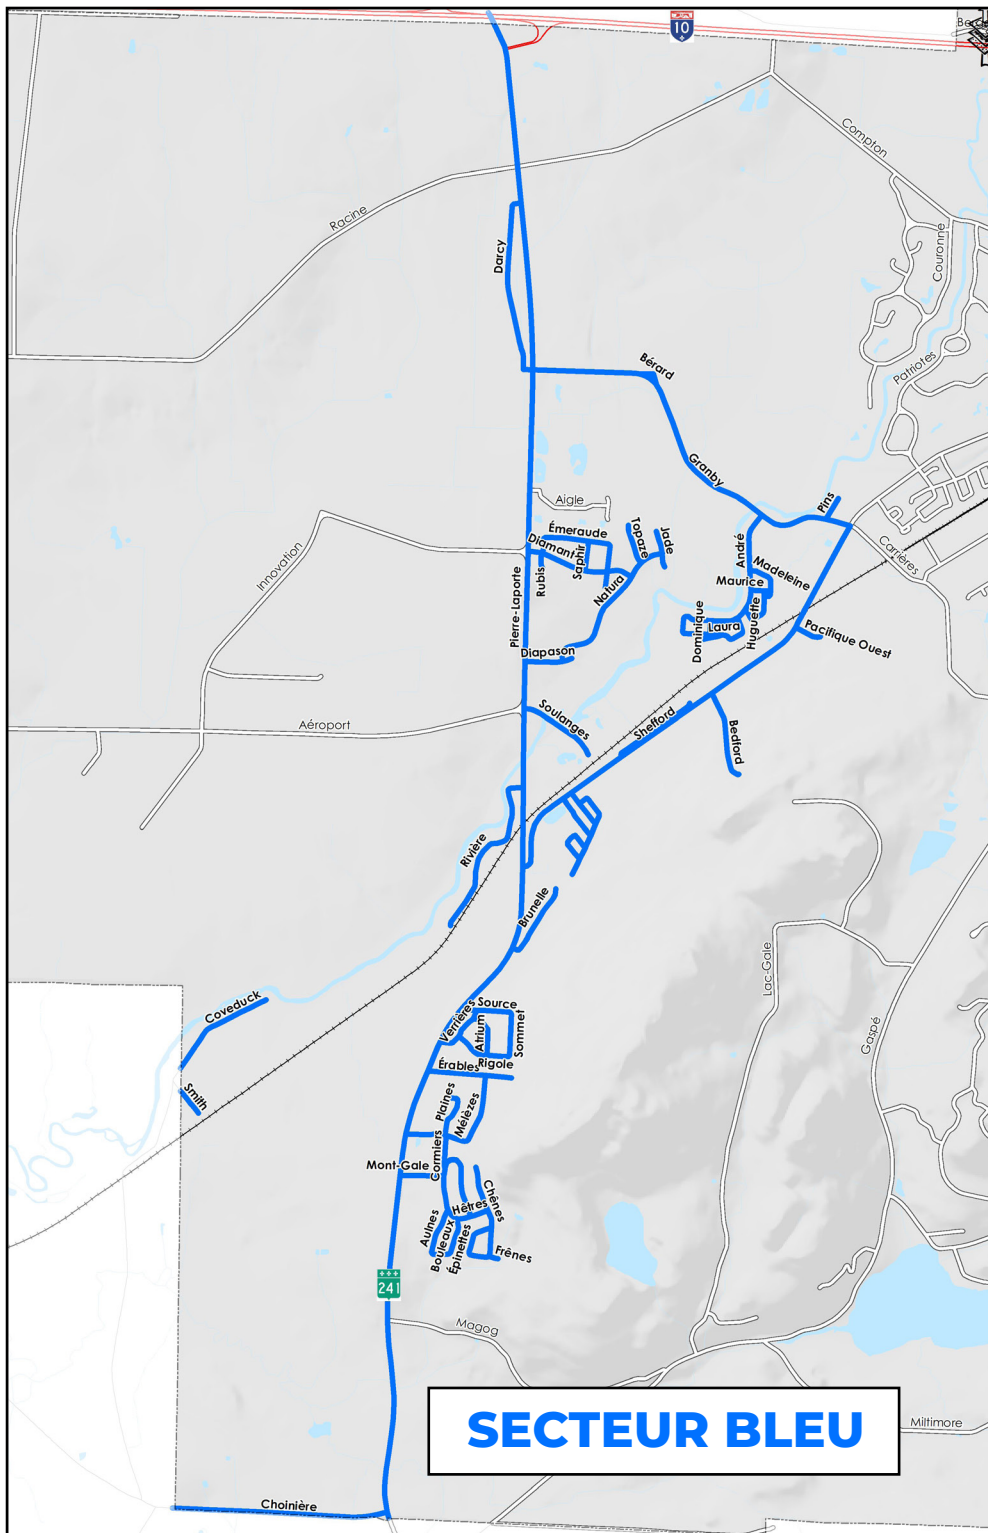 10
Compton
Racine
Couronne
Darcy
Patriotes
Bérard
Granby
Pins
Aigle
Topaze
Jade
Émeraude
Diamant
Saphir
Rubis
Natura
André
Madeleine
Maurice
Huguette
Carrières
Innovation
Pierre-Laporte
Dominique
Laura
Pacifique Ouest
Diapason
Soulanges
Shefford
Bedford
Aéroport
Rivière
Brunelle
Lac-Gale
Gaspé
Coveduck
Smith
Verrières
Source
Atrium
Sommet
Rigole
Érables
Plaines
Mélèzes
Cormiers
Mont-Gale
Chênes
Hêtres
Aulnes
Bouleaux
Épinettes
Frênes
241
Magog
SECTEUR BLEU
Miltimore
Choinière